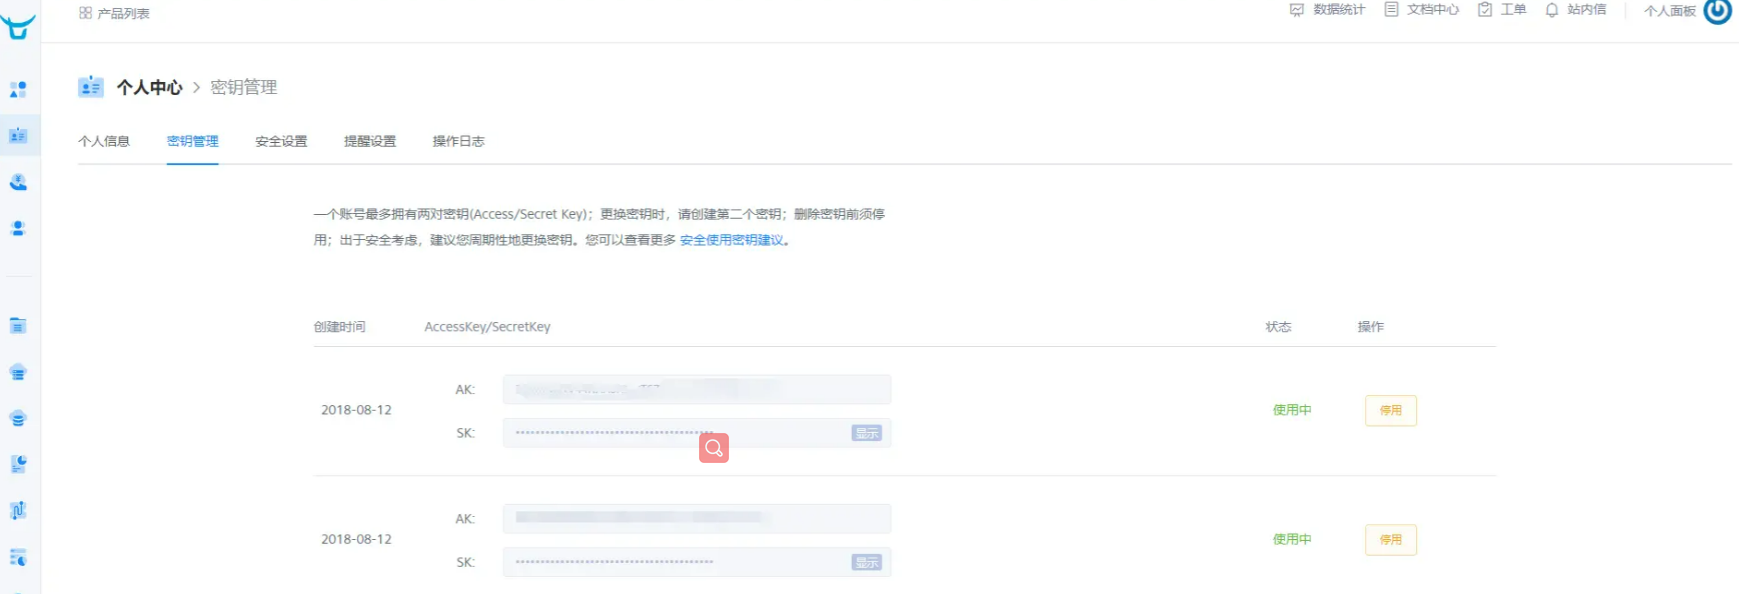 产品列表
数据统计 文档中心 工单 站内信 个人面板
个人中心 > 密钥管理
个人信息 密钥管理 安全设置 提醒设置 操作日志
一个账号最多拥有两对密钥(Access/Secret Key)；更换密钥时，请创建第二个密钥；删除密钥前须停
用；出于安全考虑，建议您周期性地更换密钥。您可以查看更多 安全使用密钥建议。
创建时间 AccessKey/SecretKey 状态 操作
AK:
2018-08-12 使用中 停用
SK: 显示
AK:
2018-08-12 使用中 停用
SK: 显示